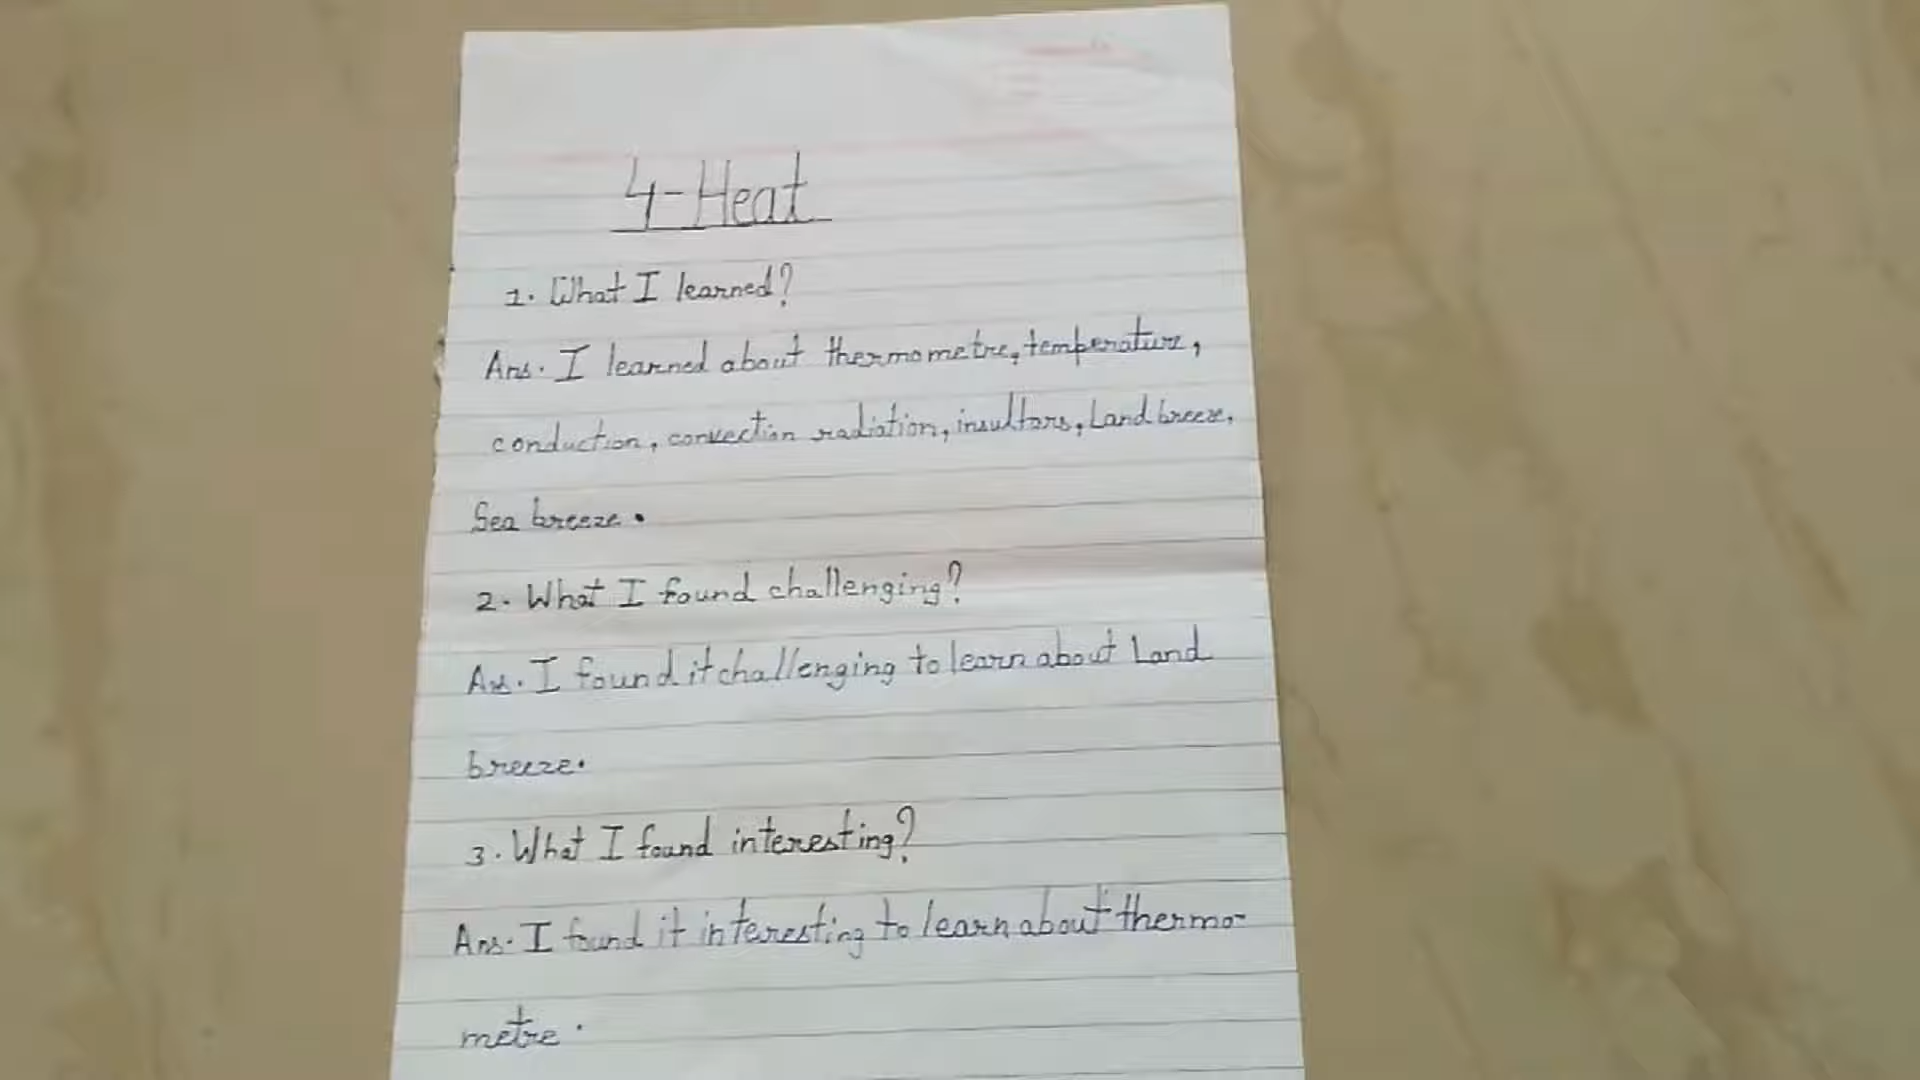 4-Heat
1. What I learned?
Ans. I learned about thermometre, temperature,
conduction, convection radiation, insultors, Land breeze,
Sea breeze.
2. What I found challenging?
Ans. I found it challenging to learn about Land
breeze.
3. What I found interesting?
Ans. I found it interesting to learn about thermo-
metre.